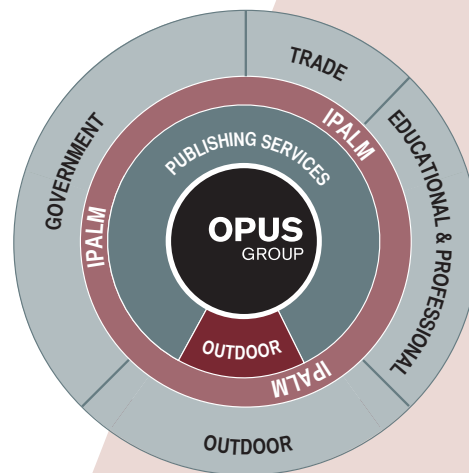 TRADE
GOVERNMENT
EDUCATIONAL & PROFESSIONAL
IPALM
IPALM
IPALM
PUBLISHING SERVICES
OPUS
GROUP
OUTDOOR
OUTDOOR